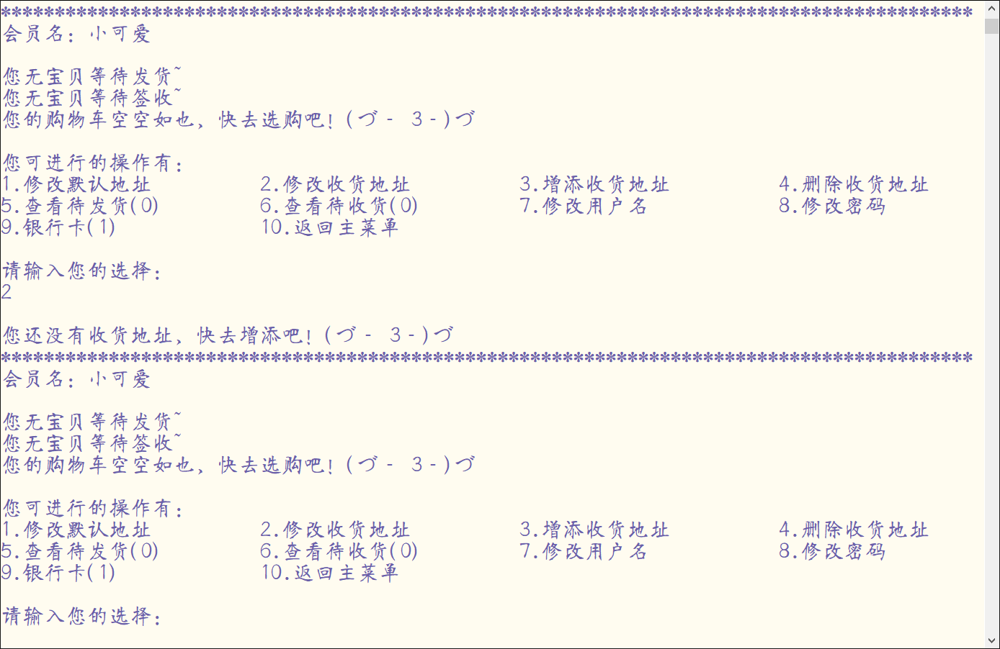 ******************************************************************************************
会员名：小可爱
您无宝贝等待发货~
您无宝贝等待签收~
您的购物车空空如也，快去选购吧！(づ－ 3－)づ
您可进行的操作有：
1.修改默认地址 2.修改收货地址 3.增添收货地址 4.删除收货地址
5.查看待发货(0) 6.查看待收货(0) 7.修改用户名 8.修改密码
9.银行卡(1) 10.返回主菜单
请输入您的选择：
2
您还没有收货地址，快去增添吧！(づ－ 3－)づ
******************************************************************************************
会员名：小可爱
您无宝贝等待发货~
您无宝贝等待签收~
您的购物车空空如也，快去选购吧！(づ－ 3－)づ
您可进行的操作有：
1.修改默认地址 2.修改收货地址 3.增添收货地址 4.删除收货地址
5.查看待发货(0) 6.查看待收货(0) 7.修改用户名 8.修改密码
9.银行卡(1) 10.返回主菜单
请输入您的选择：